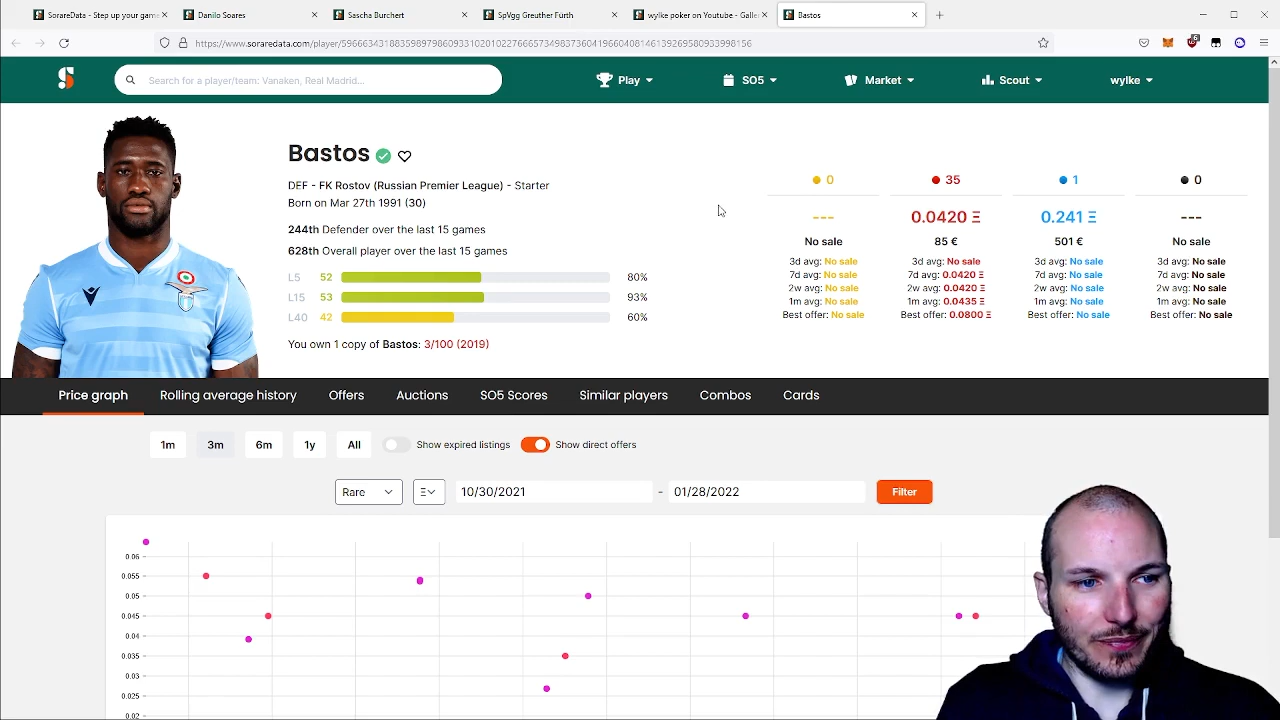 SorareData - Step up your game
Danilo Soares
Sascha Burchert
SpVgg Greuther Fürth
wylke poker on Youtube - Galle
Bastos
Search for a player/team: Vanaken, Real Madrid...
Play
SO5
Market
Scout
wylke
Bastos
DEF - FK Rostov (Russian Premier League) - Starter
Born on Mar 27th 1991 (30)
244th Defender over the last 15 games
628th Overall player over the last 15 games
L5 52 80%
L15 53 93%
L40 42 60%
You own 1 copy of Bastos: 3/100 (2019)
0 35 1 0
--- 0.0420 Ξ 0.241 Ξ ---
No sale 85 € 501 € No sale
3d avg: No sale 3d avg: No sale 3d avg: No sale 3d avg: No sale
7d avg: No sale 7d avg: 0.0420 Ξ 7d avg: No sale 7d avg: No sale
2w avg: No sale 2w avg: 0.0420 Ξ 2w avg: No sale 2w avg: No sale
1m avg: No sale 1m avg: 0.0435 Ξ 1m avg: No sale 1m avg: No sale
Best offer: No sale Best offer: 0.0800 Ξ Best offer: No sale Best offer: No sale
Price graph
Rolling average history
Offers
Auctions
SO5 Scores
Similar players
Combos
Cards
1m 3m 6m 1y All Show expired listings Show direct offers
Rare Ξ 10/30/2021 - 01/28/2022 Filter
0.06
0.055
0.05
0.045
0.04
0.035
0.03
0.025
0.02